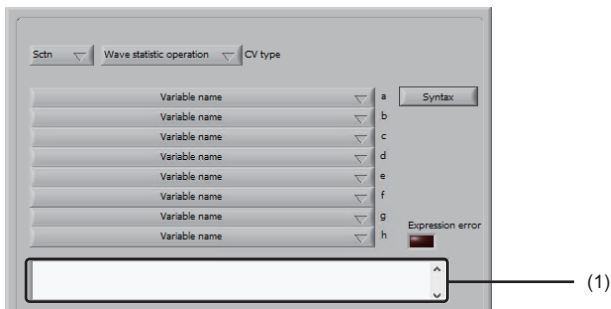 Sctn Wave statistic operation CV type
Variable name a Syntax
Variable name b
Variable name c
Variable name d
Variable name e
Variable name f
Variable name g
Expression error
Variable name h
(1)